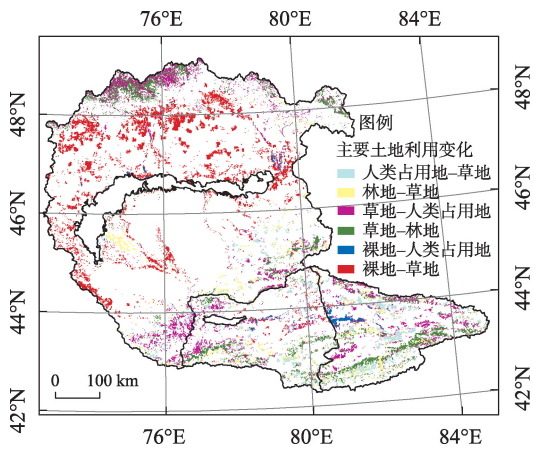 76°E 80°E 84°E
48°N 48°N
图例
主要土地利用变化
人类占用地–草地
林地–草地
草地–人类占用地
草地–林地
裸地–人类占用地
裸地–草地
46°N 46°N
44°N 44°N
0 100 km
42°N 42°N
76°E 80°E 84°E